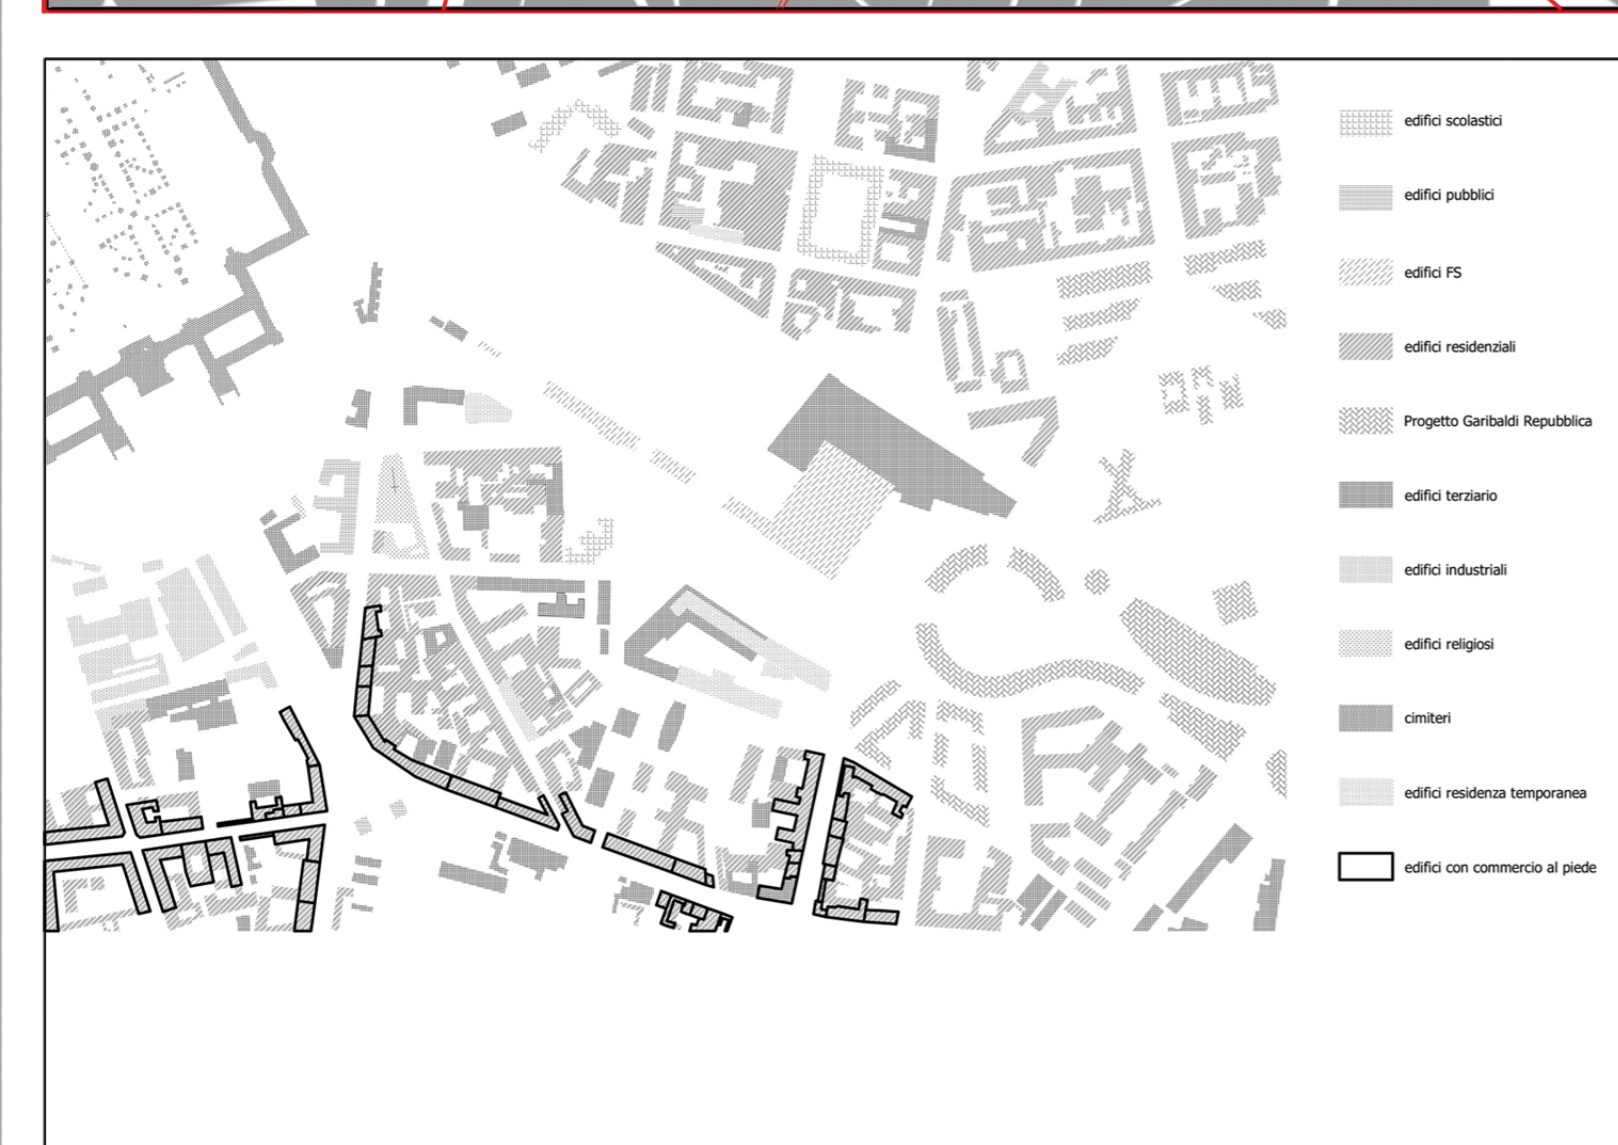 edifici scolastici
edifici pubblici
edifici FS
edifici residenziali
Progetto Garibaldi Repubblica
edifici terziario
edifici industriali
edifici religiosi
cimiteri
edifici residenza temporanea
edifici con commercio al piede